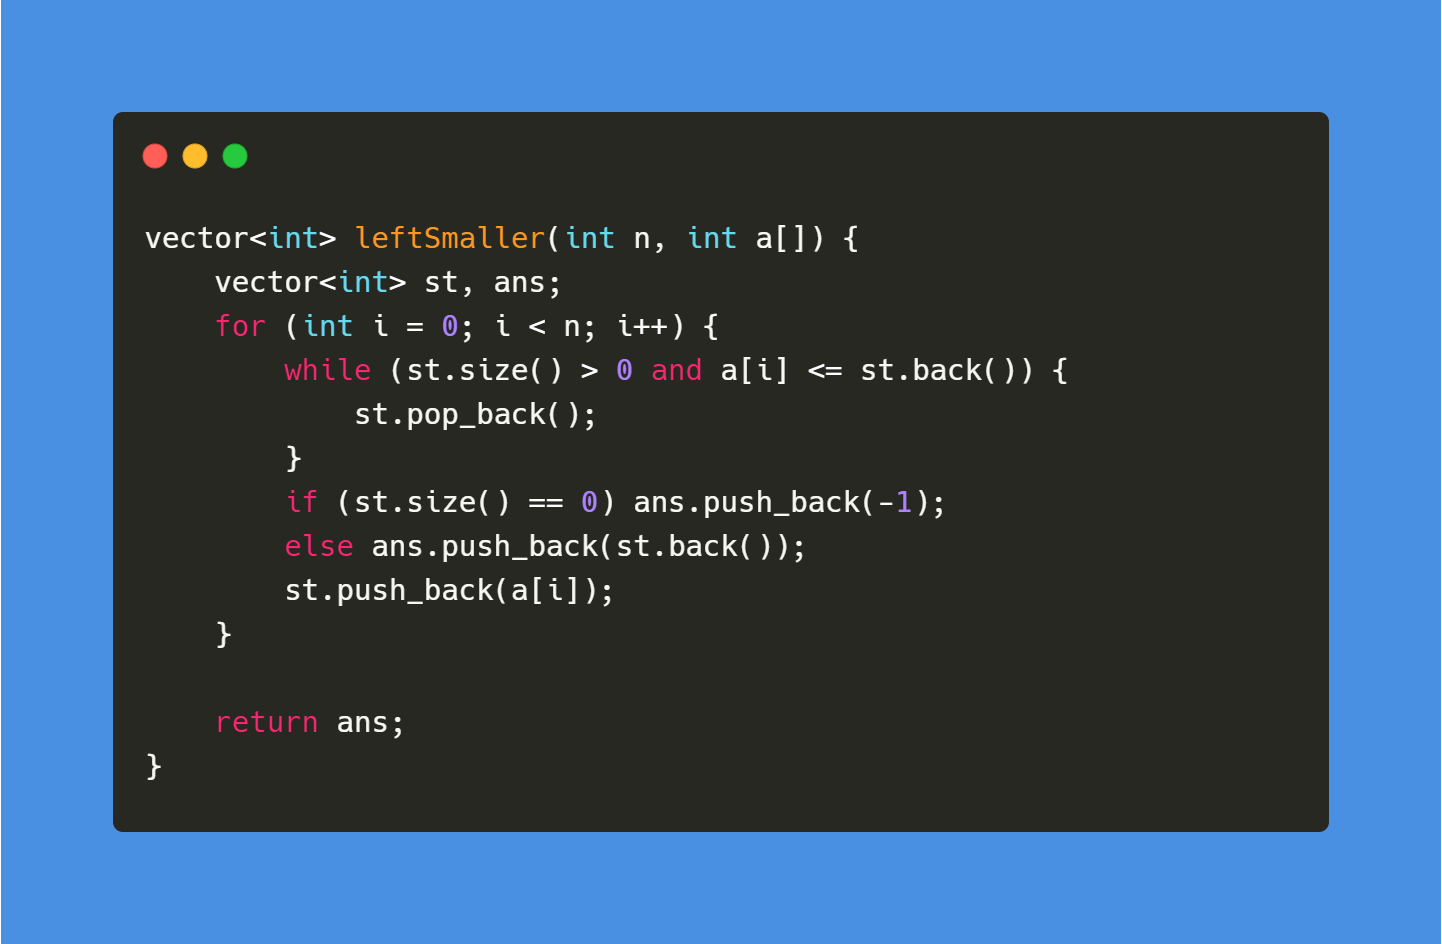 vector<int> leftSmaller(int n, int a[]) {
    vector<int> st, ans;
    for (int i = 0; i < n; i++) {
        while (st.size() > 0 and a[i] <= st.back()) {
            st.pop_back();
        }
        if (st.size() == 0) ans.push_back(-1);
        else ans.push_back(st.back());
        st.push_back(a[i]);
    }

    return ans;
}